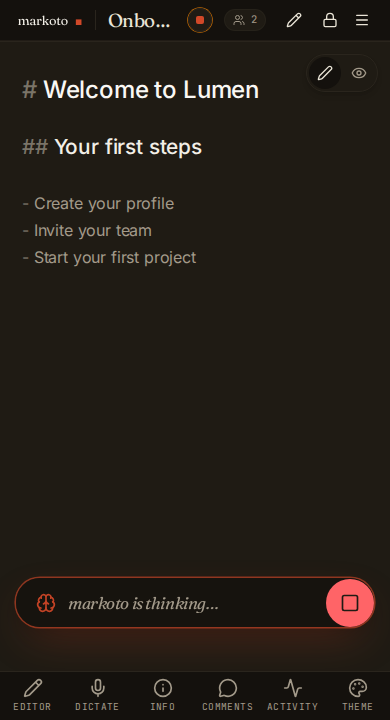 markoto
Onbo...
2
# Welcome to Lumen
## Your first steps
- Create your profile
- Invite your team
- Start your first project
markoto is thinking...
EDITOR DICTATE INFO COMMENTS ACTIVITY THEME